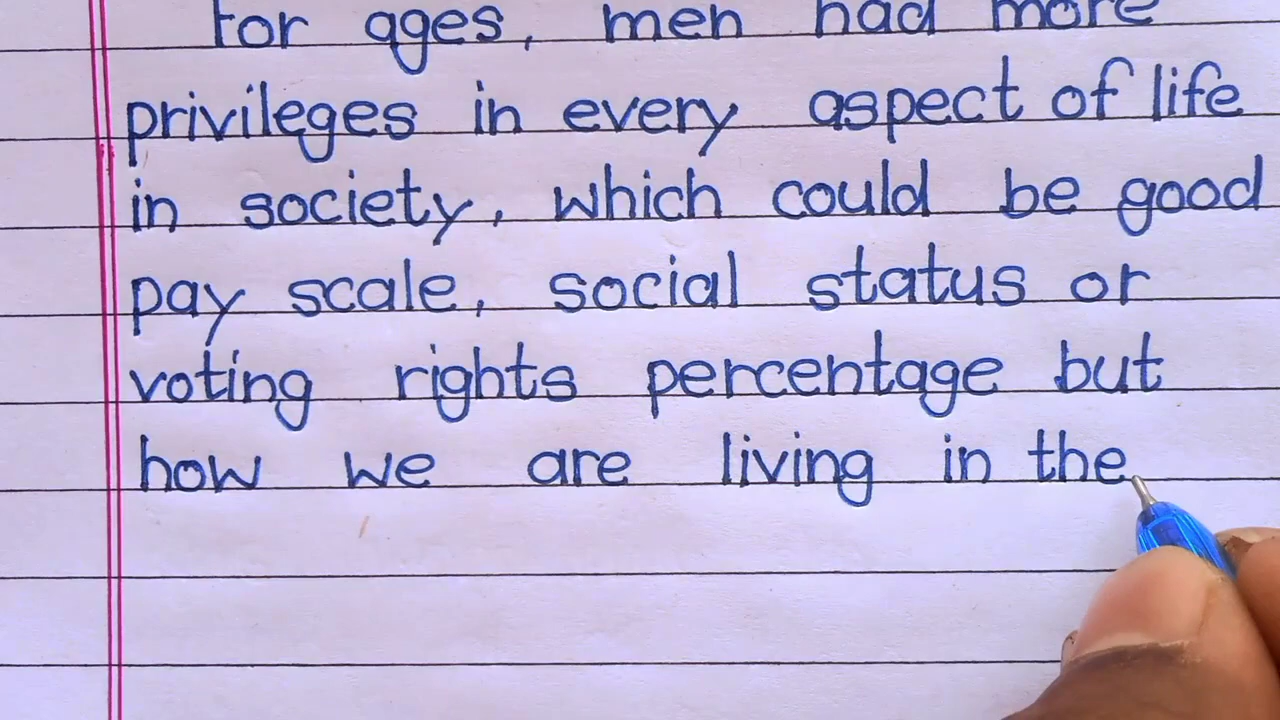 For ages, men had more
privileges in every aspect of life
in society, which could be good
pay scale, social status or
voting rights percentage but
how we are living in the